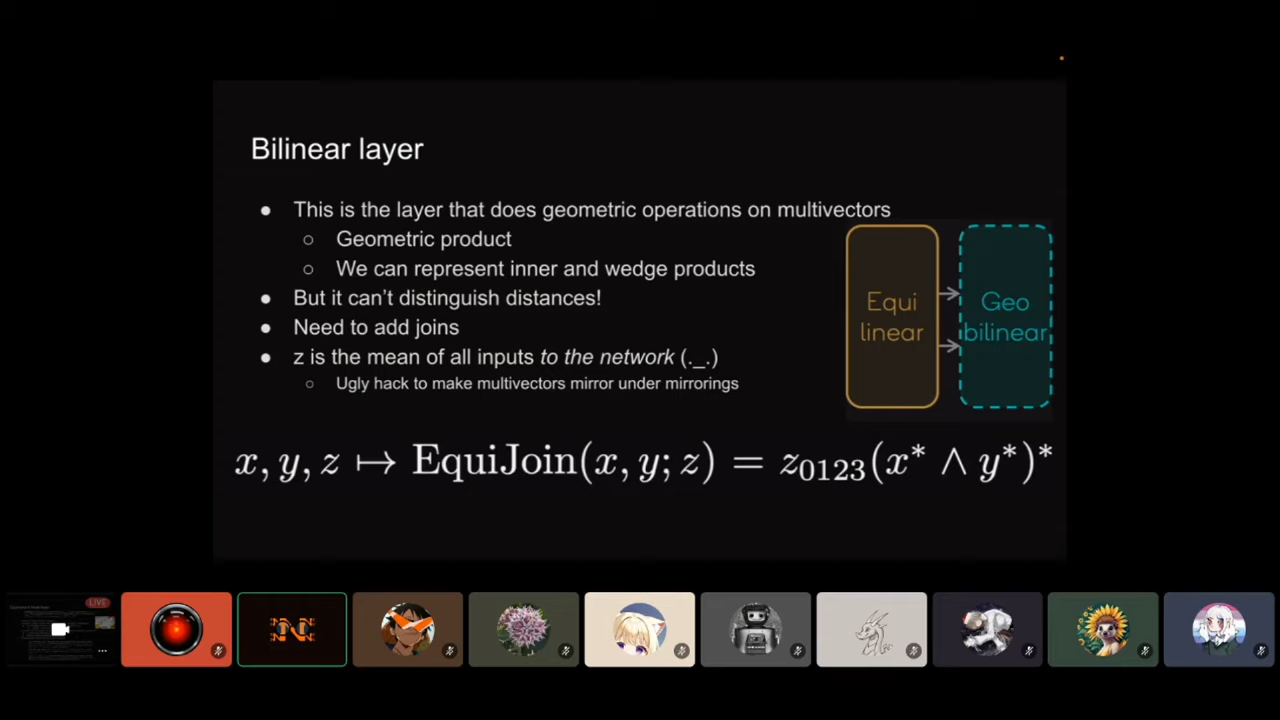 Bilinear layer
● This is the layer that does geometric operations on multivectors
○ Geometric product
○ We can represent inner and wedge products
● But it can't distinguish distances!
● Need to add joins
● z is the mean of all inputs to the network (._.)
○ Ugly hack to make multivectors mirror under mirrorings
Equi
linear
Geo
bilinear
x, y, z ↦ EquiJoin(x, y; z) = z₀₁₂₃(x* ∧ y*)*
LIVE